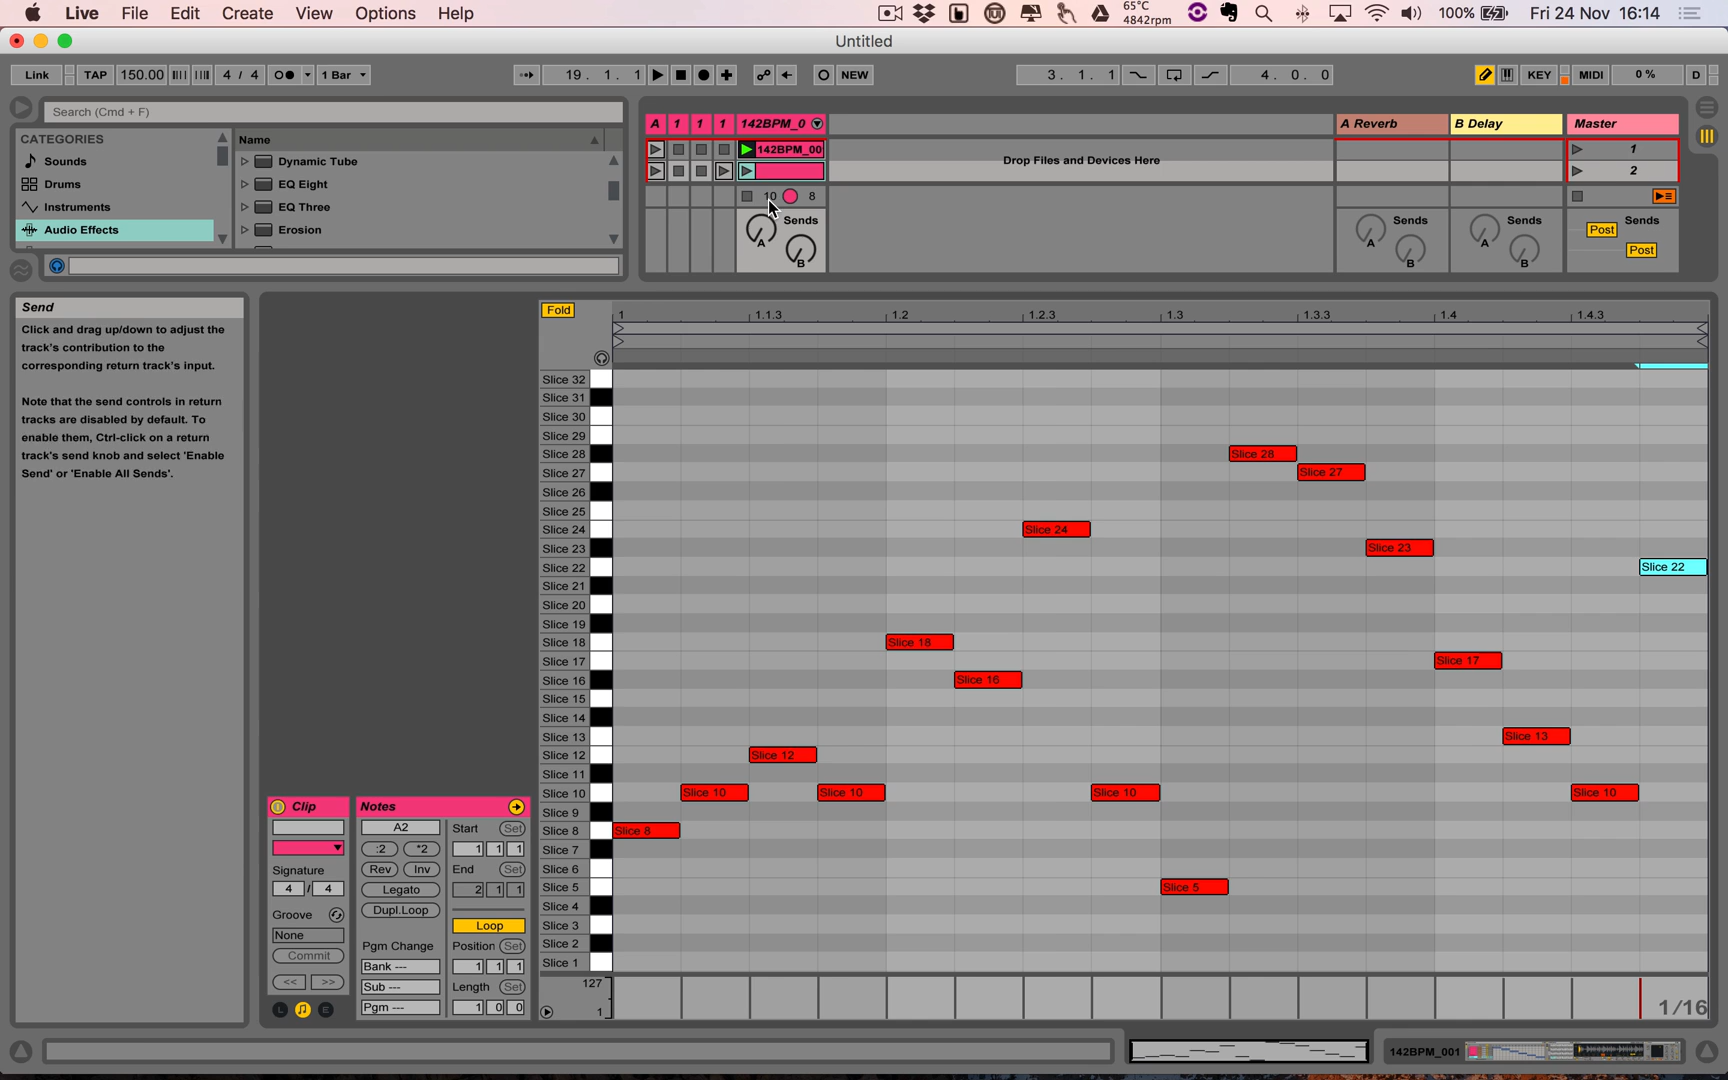 Live File Edit Create View Options Help 65°C 4842rpm 100% Fri 24 Nov 16:14
Untitled
Link TAP 150.00 4 / 4 1 Bar 19. 1. 1 NEW 3. 1. 1 4. 0. 0 KEY MIDI 0 % D
Search (Cmd + F)
CATEGORIES Name
Sounds Dynamic Tube
Drums EQ Eight
Instruments EQ Three
Audio Effects Erosion
A 1 1 1 142BPM_0 A Reverb B Delay Master
142BPM_00 Drop Files and Devices Here 1
2
10 8
Sends Sends Sends Sends
A B A B A B Post Post
Send
Click and drag up/down to adjust the
track's contribution to the
corresponding return track's input.
Note that the send controls in return
tracks are disabled by default. To
enable them, Ctrl-click on a return
track's send knob and select 'Enable
Send' or 'Enable All Sends'.
Fold 1 1.1.3 1.2 1.2.3 1.3 1.3.3 1.4 1.4.3
Slice 32
Slice 31
Slice 30
Slice 29
Slice 28 Slice 28
Slice 27 Slice 27
Slice 26
Slice 25
Slice 24 Slice 24
Slice 23 Slice 23
Slice 22 Slice 22
Slice 21
Slice 20
Slice 19
Slice 18 Slice 18
Slice 17 Slice 17
Slice 16 Slice 16
Slice 15
Slice 14
Slice 13 Slice 13
Slice 12 Slice 12
Slice 11
Slice 10 Slice 10 Slice 10 Slice 10 Slice 10
Slice 9
Slice 8 Slice 8
Slice 7
Slice 6
Slice 5 Slice 5
Slice 4
Slice 3
Slice 2
Slice 1
127
1
1/16
Clip
Signature
4 / 4
Groove
None
Commit
<< >>
L E
Notes
A2 Start Set
:2 *2 1 1 1
Rev Inv End Set
Legato 2 1 1
Dupl.Loop
Loop
Pgm Change Position Set
Bank --- 1 1 1
Sub --- Length Set
Pgm --- 1 0 0
142BPM_001